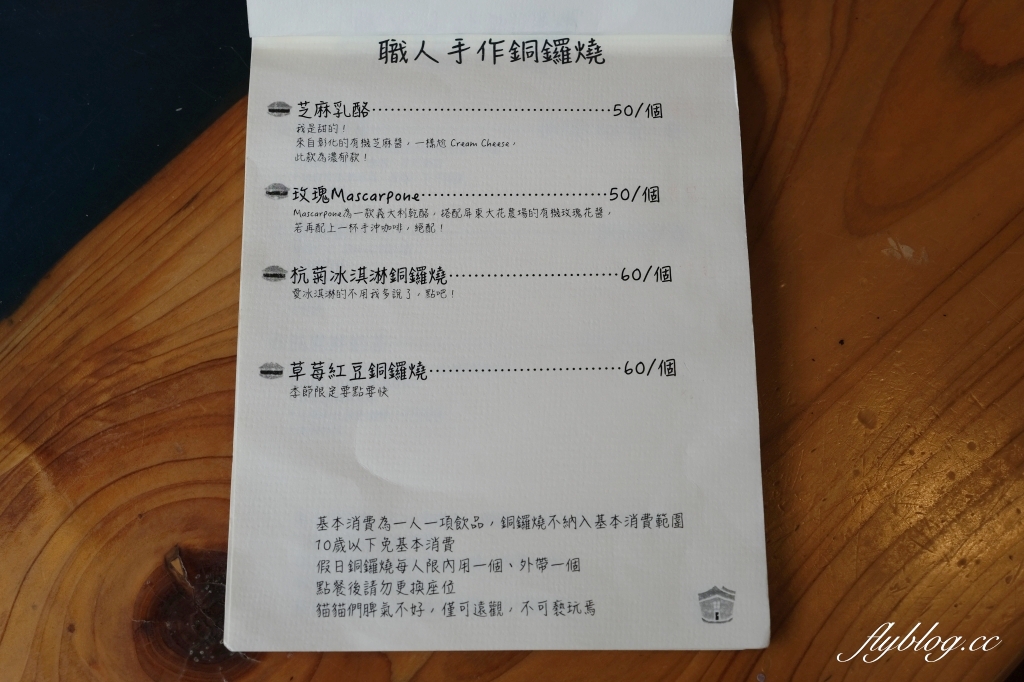 職人手作銅鑼燒
芝麻乳酪……………………………50/個
我是甜的！
來自彰化的有機芝麻醬，一樣尬 Cream Cheese，
此款為濃郁款！
玫瑰Mascarpone……………………50/個
Mascarpone為一款義大利乾酪，搭配屏東大花農場的有機玫瑰花醬，
若再配上一杯手沖咖啡，絕配！
杭菊冰淇淋銅鑼燒……………………60/個
愛冰淇淋的不用我多說了，點吧！
草莓紅豆銅鑼燒………………………60/個
季節限定要點要快
基本消費為一人一項飲品，銅鑼燒不納入基本消費範圍
10歲以下免基本消費
假日銅鑼燒每人限內用一個、外帶一個
點餐後請勿更換座位
貓貓們脾氣不好，僅可遠觀，不可褻玩焉
flyblog.cc